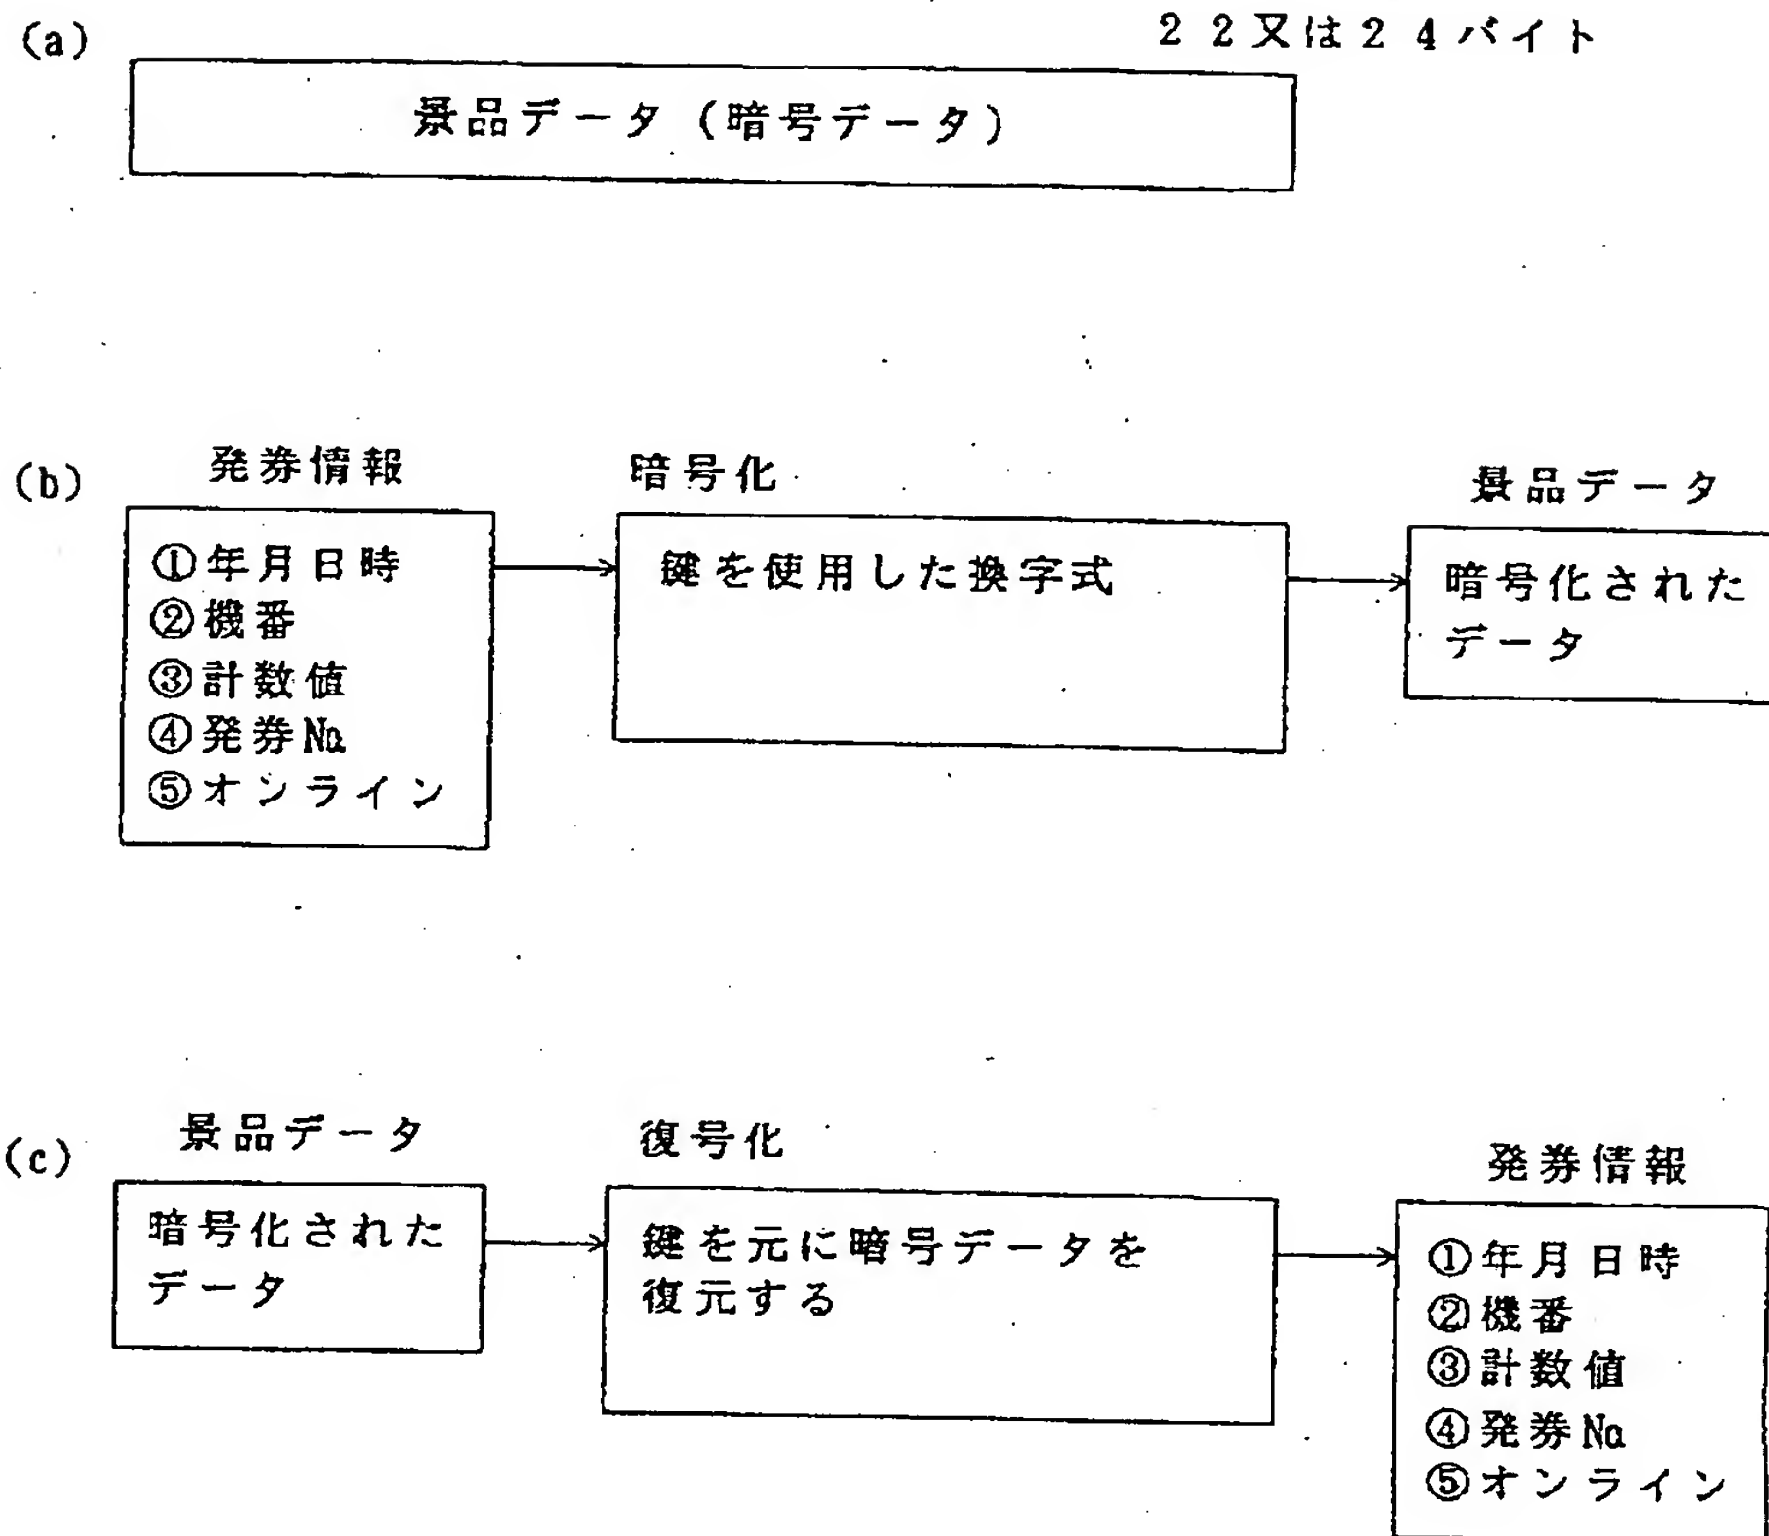 (a)
２２又は２４バイト
景品データ（暗号データ）
(b)
発券情報
①年月日時
②機番
③計数値
④発券№
⑤オンライン
暗号化
鍵を使用した換字式
景品データ
暗号化された
データ
(c)
景品データ
暗号化された
データ
復号化
鍵を元に暗号データを
復元する
発券情報
①年月日時
②機番
③計数値
④発券№
⑤オンライン